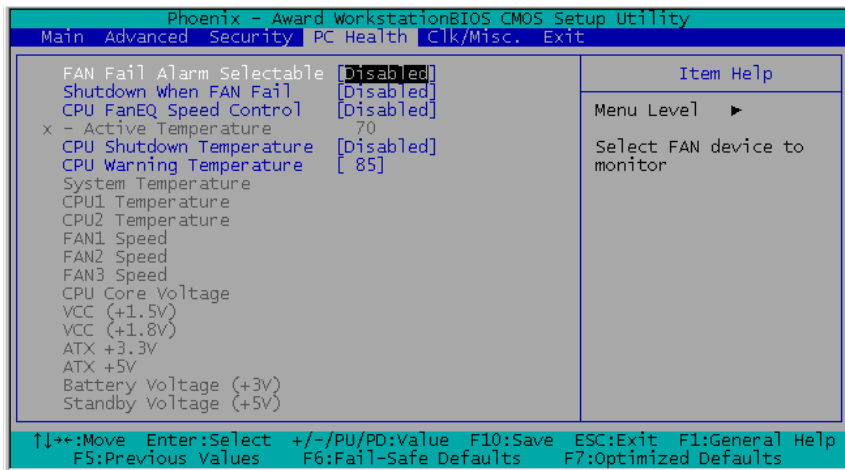 Phoenix - Award WorkstationBIOS CMOS Setup Utility
Main Advanced Security PC Health Clk/Misc. Exit
FAN Fail Alarm Selectable [Disabled]
Shutdown When FAN Fail [Disabled]
CPU FanEQ Speed Control [Disabled]
x - Active Temperature 70
CPU Shutdown Temperature [Disabled]
CPU Warning Temperature [ 85]
System Temperature
CPU1 Temperature
CPU2 Temperature
FAN1 Speed
FAN2 Speed
FAN3 Speed
CPU Core Voltage
VCC (+1.5V)
VCC (+1.8V)
ATX +3.3V
ATX +5V
Battery Voltage (+3V)
Standby Voltage (+5V)
Item Help
Menu Level ►
Select FAN device to
monitor
↑↓→←:Move Enter:Select +/-/PU/PD:Value F10:Save ESC:Exit F1:General Help
F5:Previous Values F6:Fail-Safe Defaults F7:Optimized Defaults